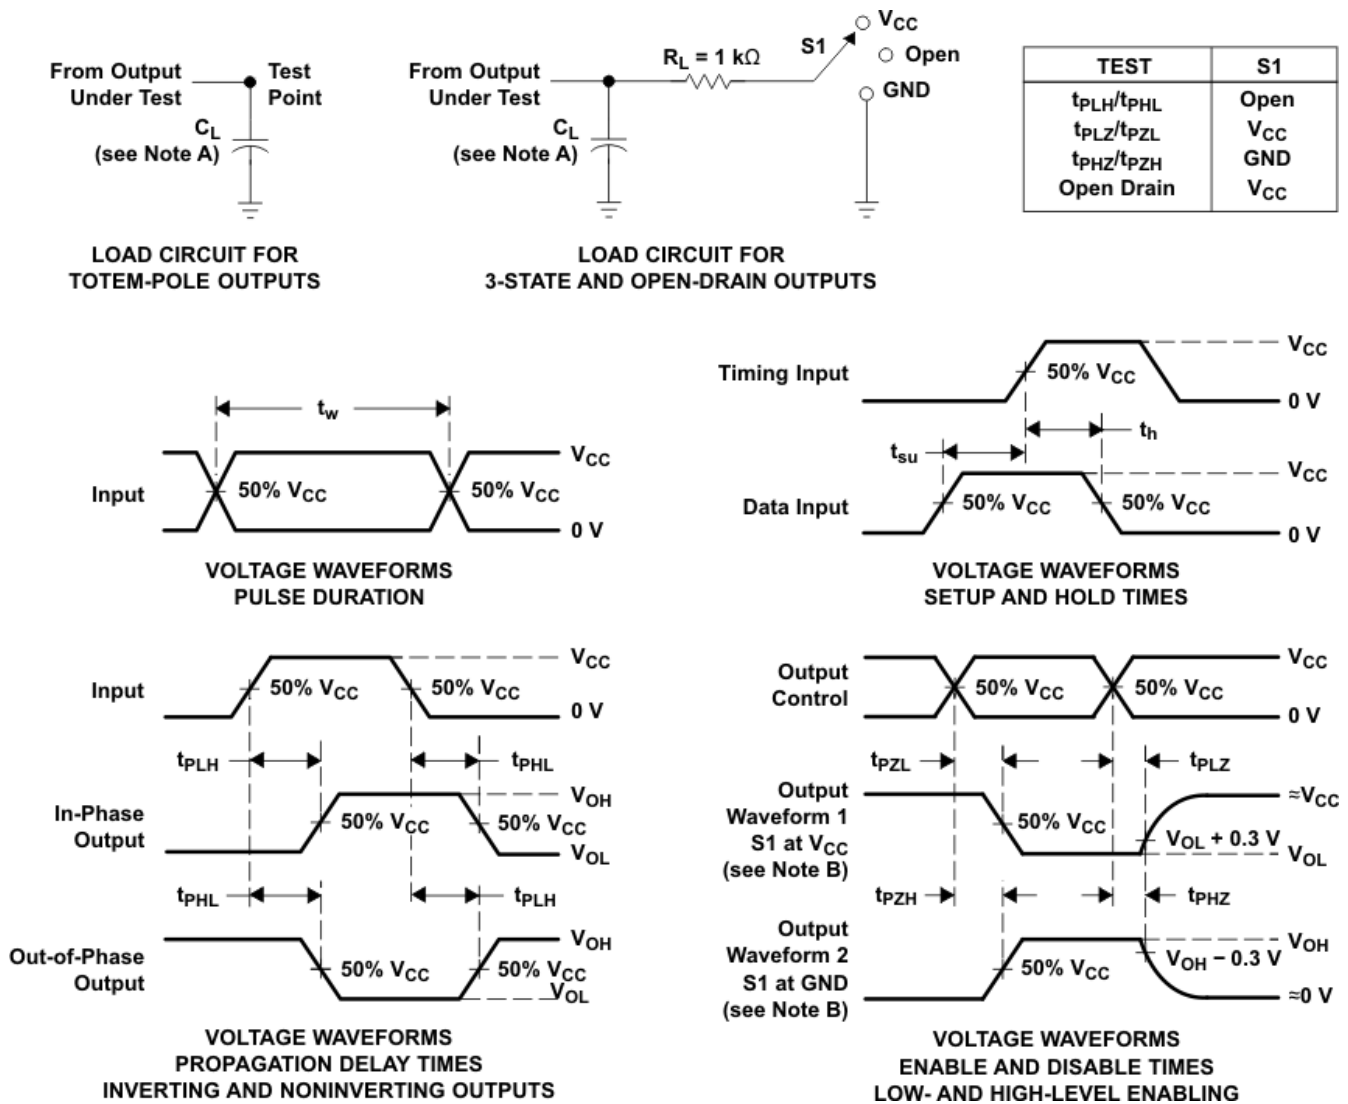 From Output
Under Test
Test
Point
CL
(see Note A)
LOAD CIRCUIT FOR
TOTEM-POLE OUTPUTS
From Output
Under Test
RL = 1 kΩ
S1
VCC
Open
GND
CL
(see Note A)
LOAD CIRCUIT FOR
3-STATE AND OPEN-DRAIN OUTPUTS
TEST S1
tPLH/tPHL Open
tPLZ/tPZL VCC
tPHZ/tPZH GND
Open Drain VCC
tw
VCC
Input
50% VCC 50% VCC
0 V
VOLTAGE WAVEFORMS
PULSE DURATION
Timing Input
50% VCC
VCC
0 V
th
tsu
VCC
Data Input
50% VCC 50% VCC
0 V
VOLTAGE WAVEFORMS
SETUP AND HOLD TIMES
VCC
Input
50% VCC 50% VCC
0 V
tPLH tPHL
In-Phase
Output
50% VCC 50% VCC
VOH
VOL
tPHL tPLH
Out-of-Phase
Output
50% VCC 50% VCC
VOH
VOL
VOLTAGE WAVEFORMS
PROPAGATION DELAY TIMES
INVERTING AND NONINVERTING OUTPUTS
Output
Control
50% VCC 50% VCC
VCC
0 V
tPZL tPLZ
Output
Waveform 1
S1 at VCC
(see Note B)
50% VCC
≈VCC
VOL + 0.3 V
VOL
tPZH tPHZ
Output
Waveform 2
S1 at GND
(see Note B)
50% VCC
VOH
VOH − 0.3 V
≈0 V
VOLTAGE WAVEFORMS
ENABLE AND DISABLE TIMES
LOW- AND HIGH-LEVEL ENABLING